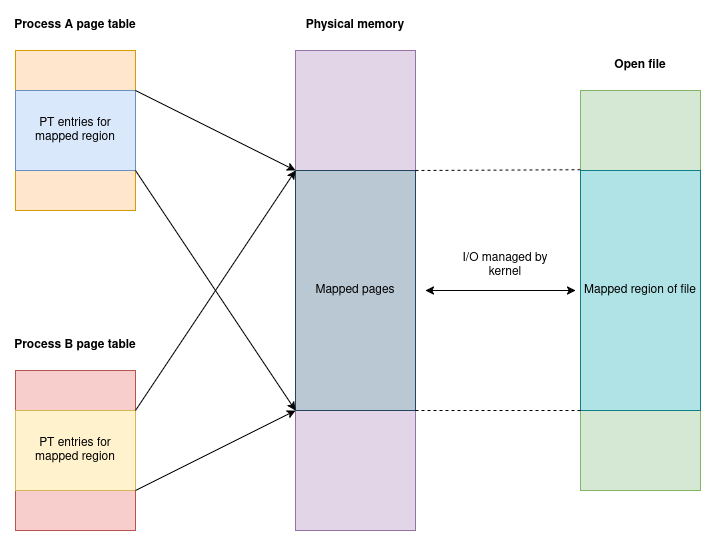 Process A page table
Physical memory
Open file
PT entries for
mapped region
I/O managed by
kernel
Mapped pages
Mapped region of file
Process B page table
PT entries for
mapped region